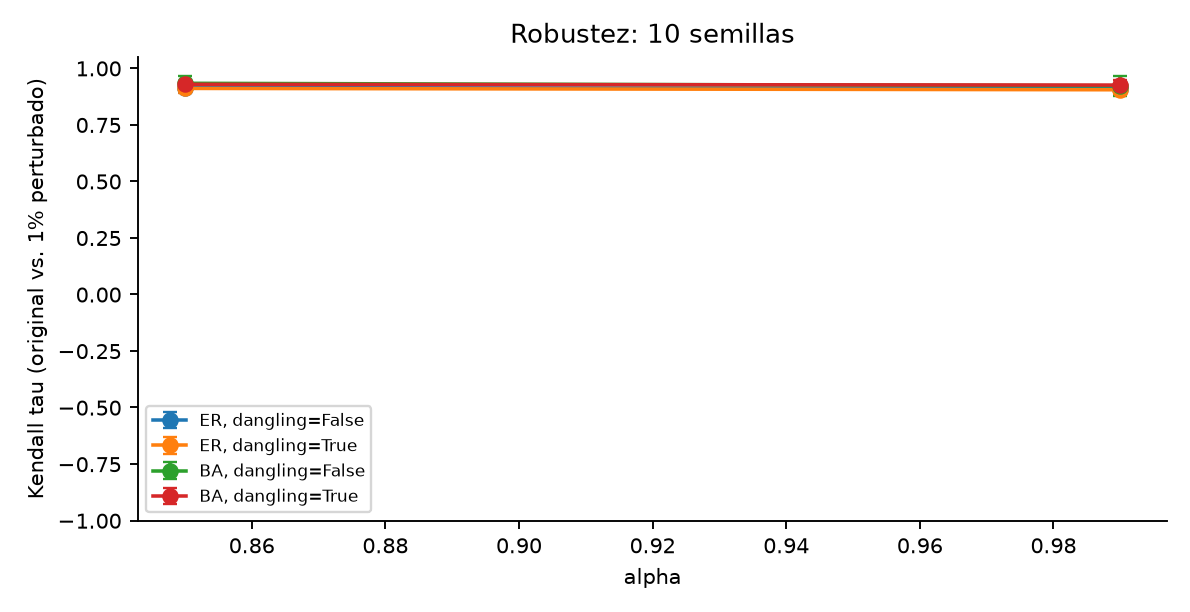 Robustez: 10 semillas
Kendall tau (original vs. 1% perturbado)
1.00
0.75
0.50
0.25
0.00
−0.25
−0.50
−0.75
−1.00
ER, dangling=False
ER, dangling=True
BA, dangling=False
BA, dangling=True
0.86 0.88 0.90 0.92 0.94 0.96 0.98
alpha